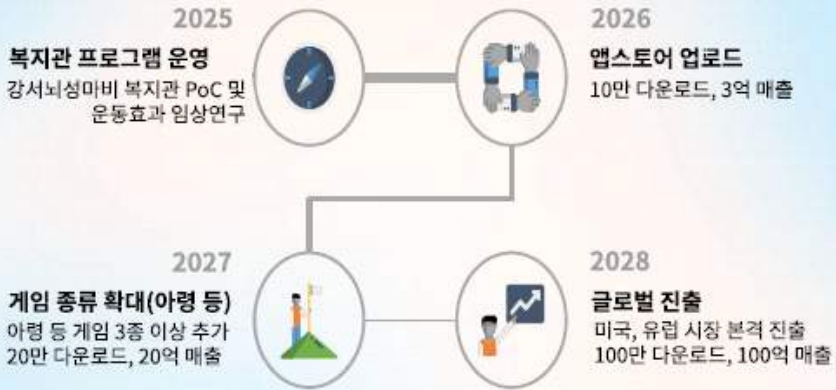 2025
복지관 프로그램 운영
강서뇌성마비 복지관 PoC 및
운동효과 임상연구
2026
앱스토어 업로드
10만 다운로드, 3억 매출
2027
게임 종류 확대(아령 등)
아령 등 게임 3종 이상 추가
20만 다운로드, 20억 매출
2028
글로벌 진출
미국, 유럽 시장 본격 진출
100만 다운로드, 100억 매출